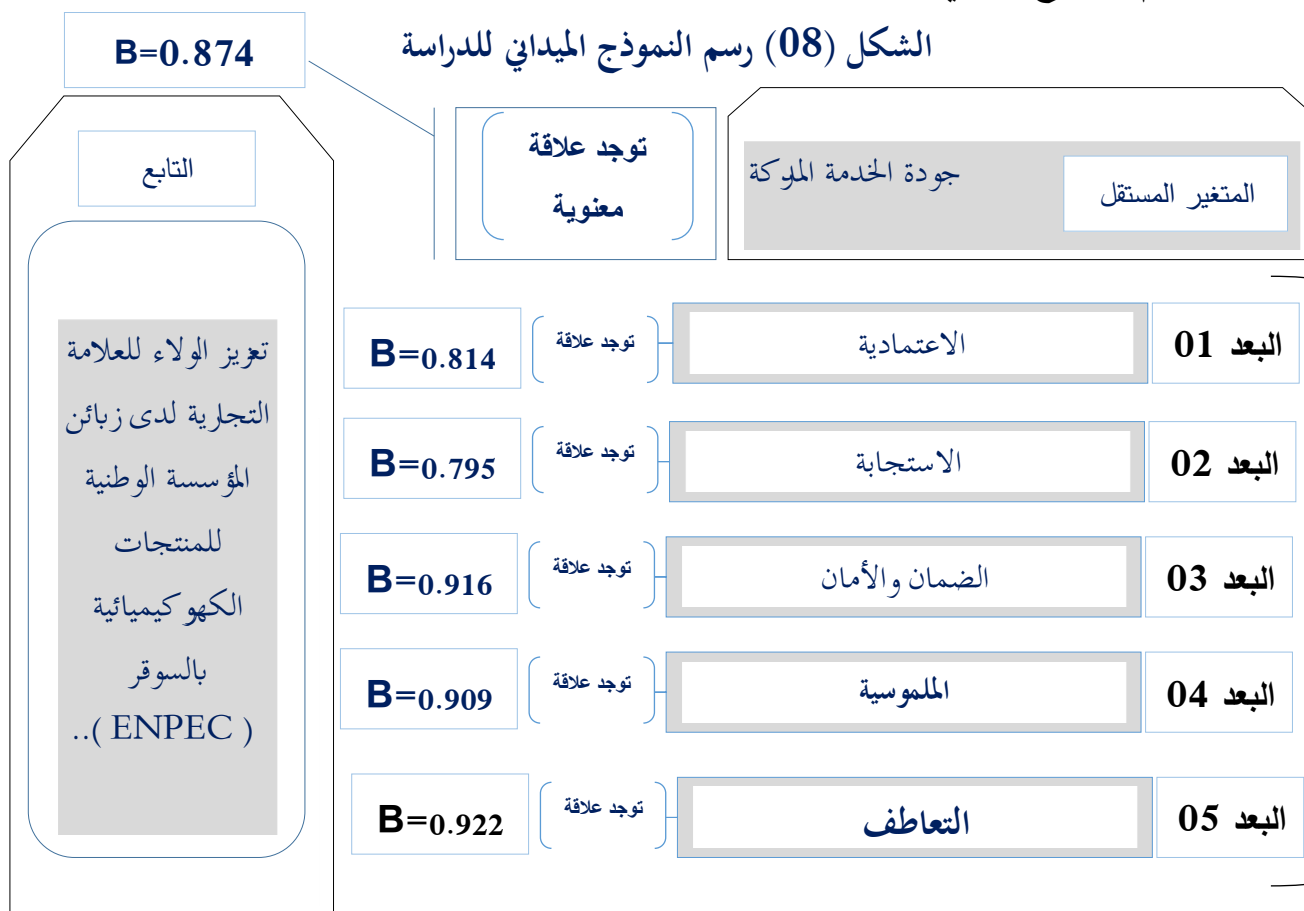 الشكل (08) رسم النموذج الميداني للدراسة
B=0.874
المتغير المستقل
جودة الخدمة المدركة
توجد علاقة
معنوية
التابع
البعد 01
الاعتمادية
توجد علاقة
B=0.814
البعد 02
الاستجابة
توجد علاقة
B=0.795
البعد 03
الضمان والأمان
توجد علاقة
B=0.916
البعد 04
الملموسية
توجد علاقة
B=0.909
البعد 05
التعاطف
توجد علاقة
B=0.922
تعزيز الولاء للعلامة
التجارية لدى زبائن
المؤسسة الوطنية
للمنتجات
الكهوكيميائية
بالسوقر
( ENPEC )..